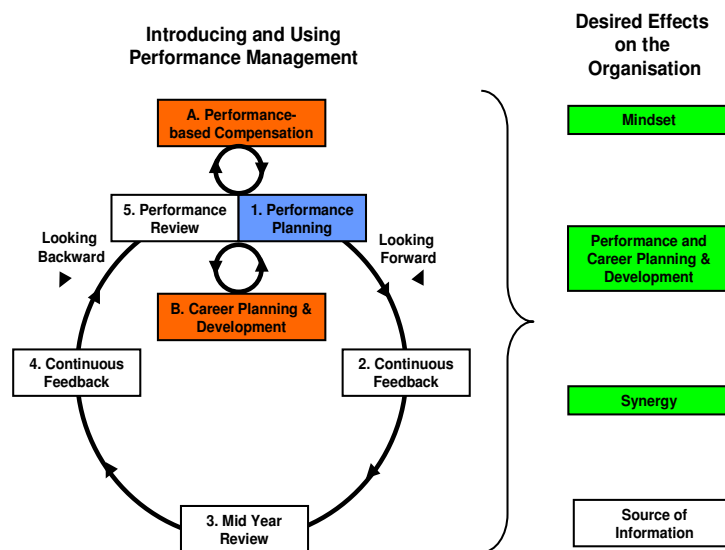 Introducing and Using
Performance Management
Desired Effects
on the
Organisation
A. Performance-
based Compensation
5. Performance
Review
1. Performance
Planning
Looking
Backward
Looking
Forward
B. Career Planning &
Development
4. Continuous
Feedback
2. Continuous
Feedback
3. Mid Year
Review
Mindset
Performance and
Career Planning &
Development
Synergy
Source of
Information